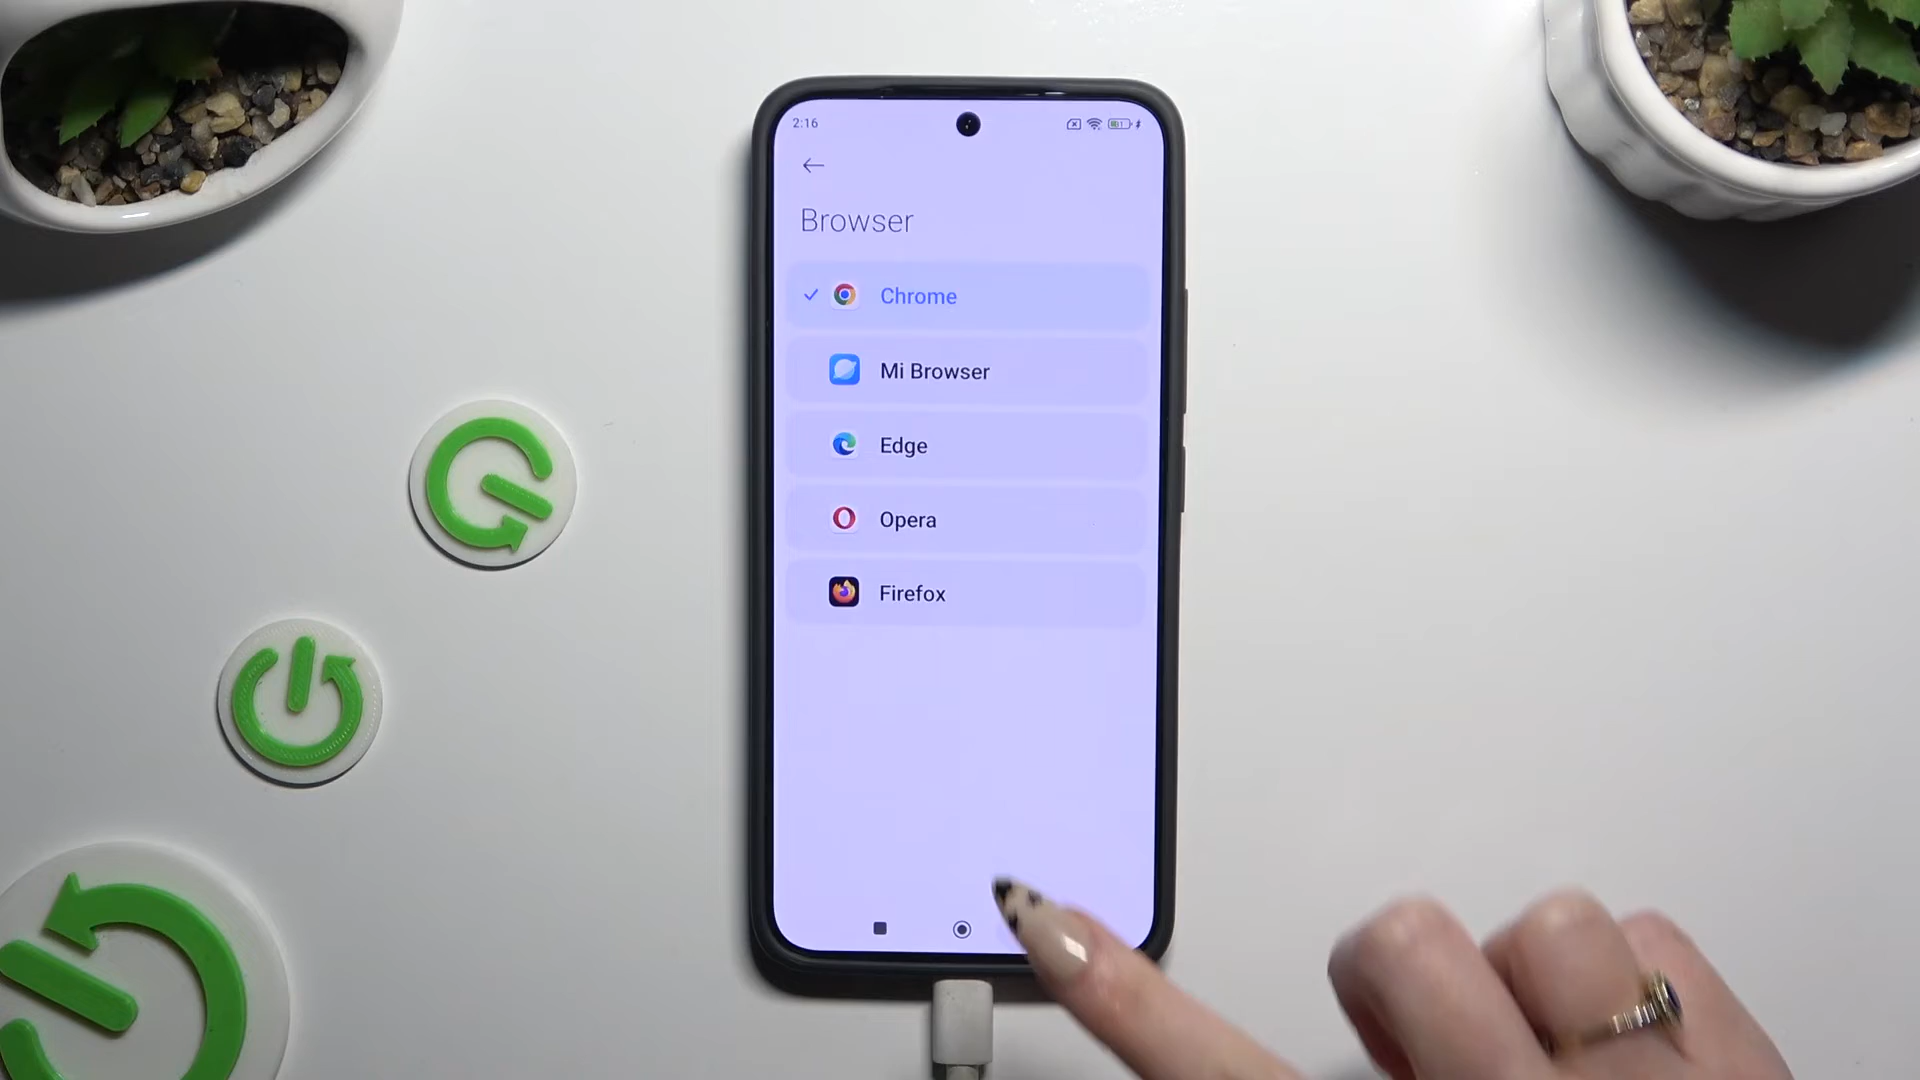 2:16
Browser
Chrome
Mi Browser
Edge
Opera
Firefox